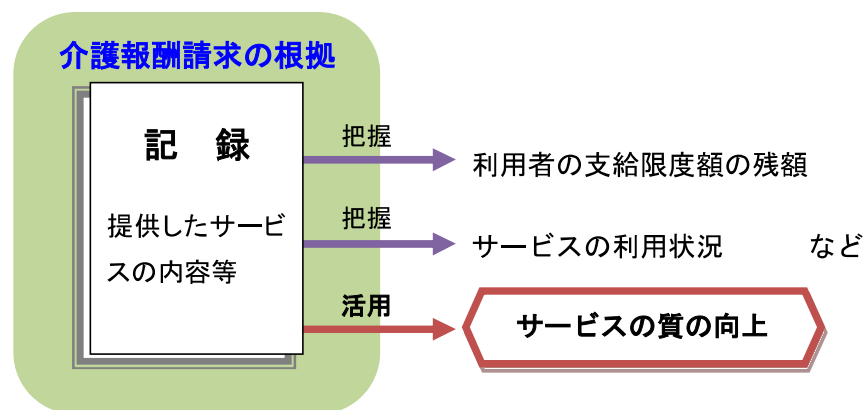 介護報酬請求の根拠
記　録
提供したサービ
スの内容等
把握
利用者の支給限度額の残額
把握
サービスの利用状況　　　など
活用
サービスの質の向上